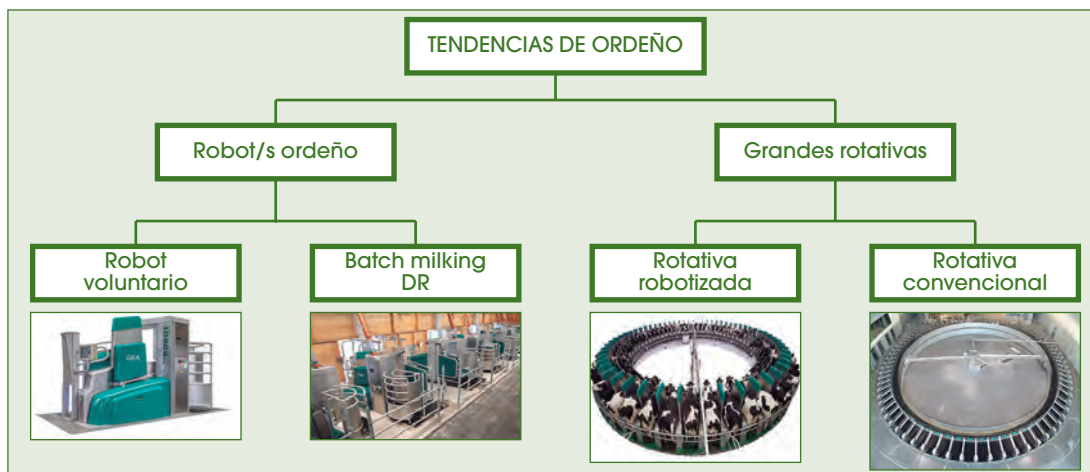 TENDENCIAS DE ORDEÑO
Robot/s ordeño
Grandes rotativas
Robot
voluntario
Batch milking
DR
Rotativa
robotizada
Rotativa
convencional
GEA